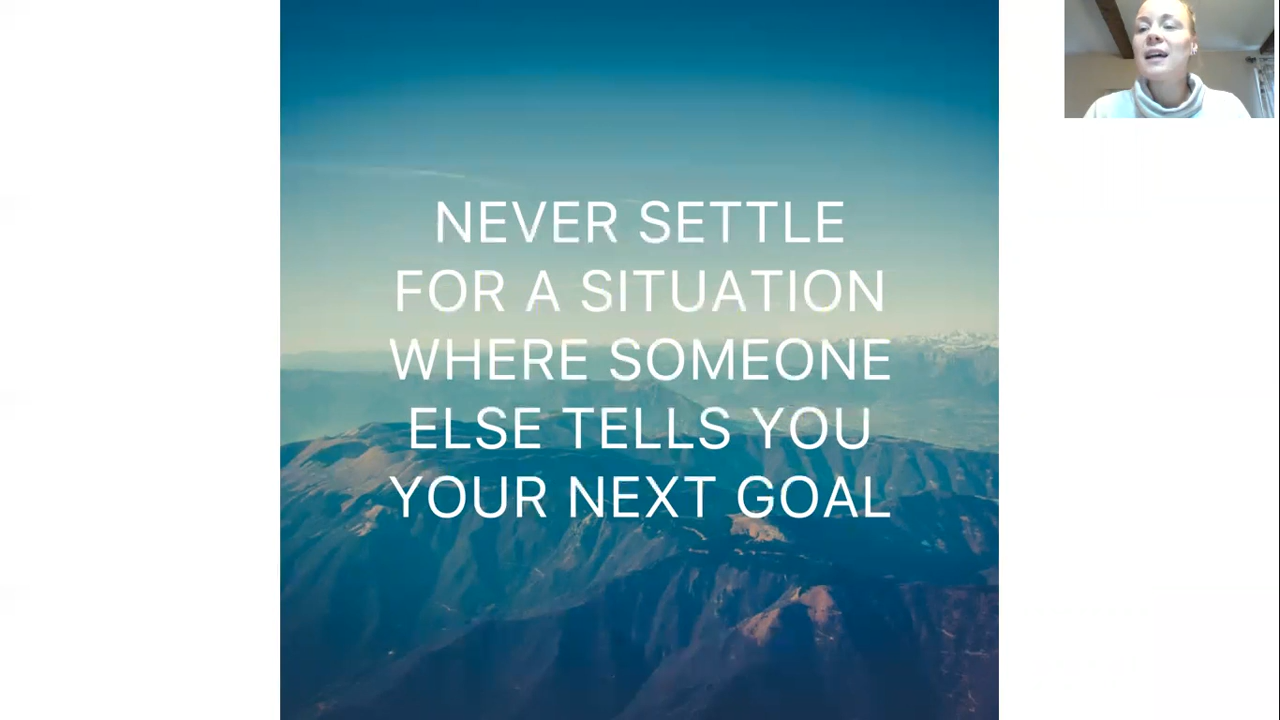 NEVER SETTLE
FOR A SITUATION
WHERE SOMEONE
ELSE TELLS YOU
YOUR NEXT GOAL